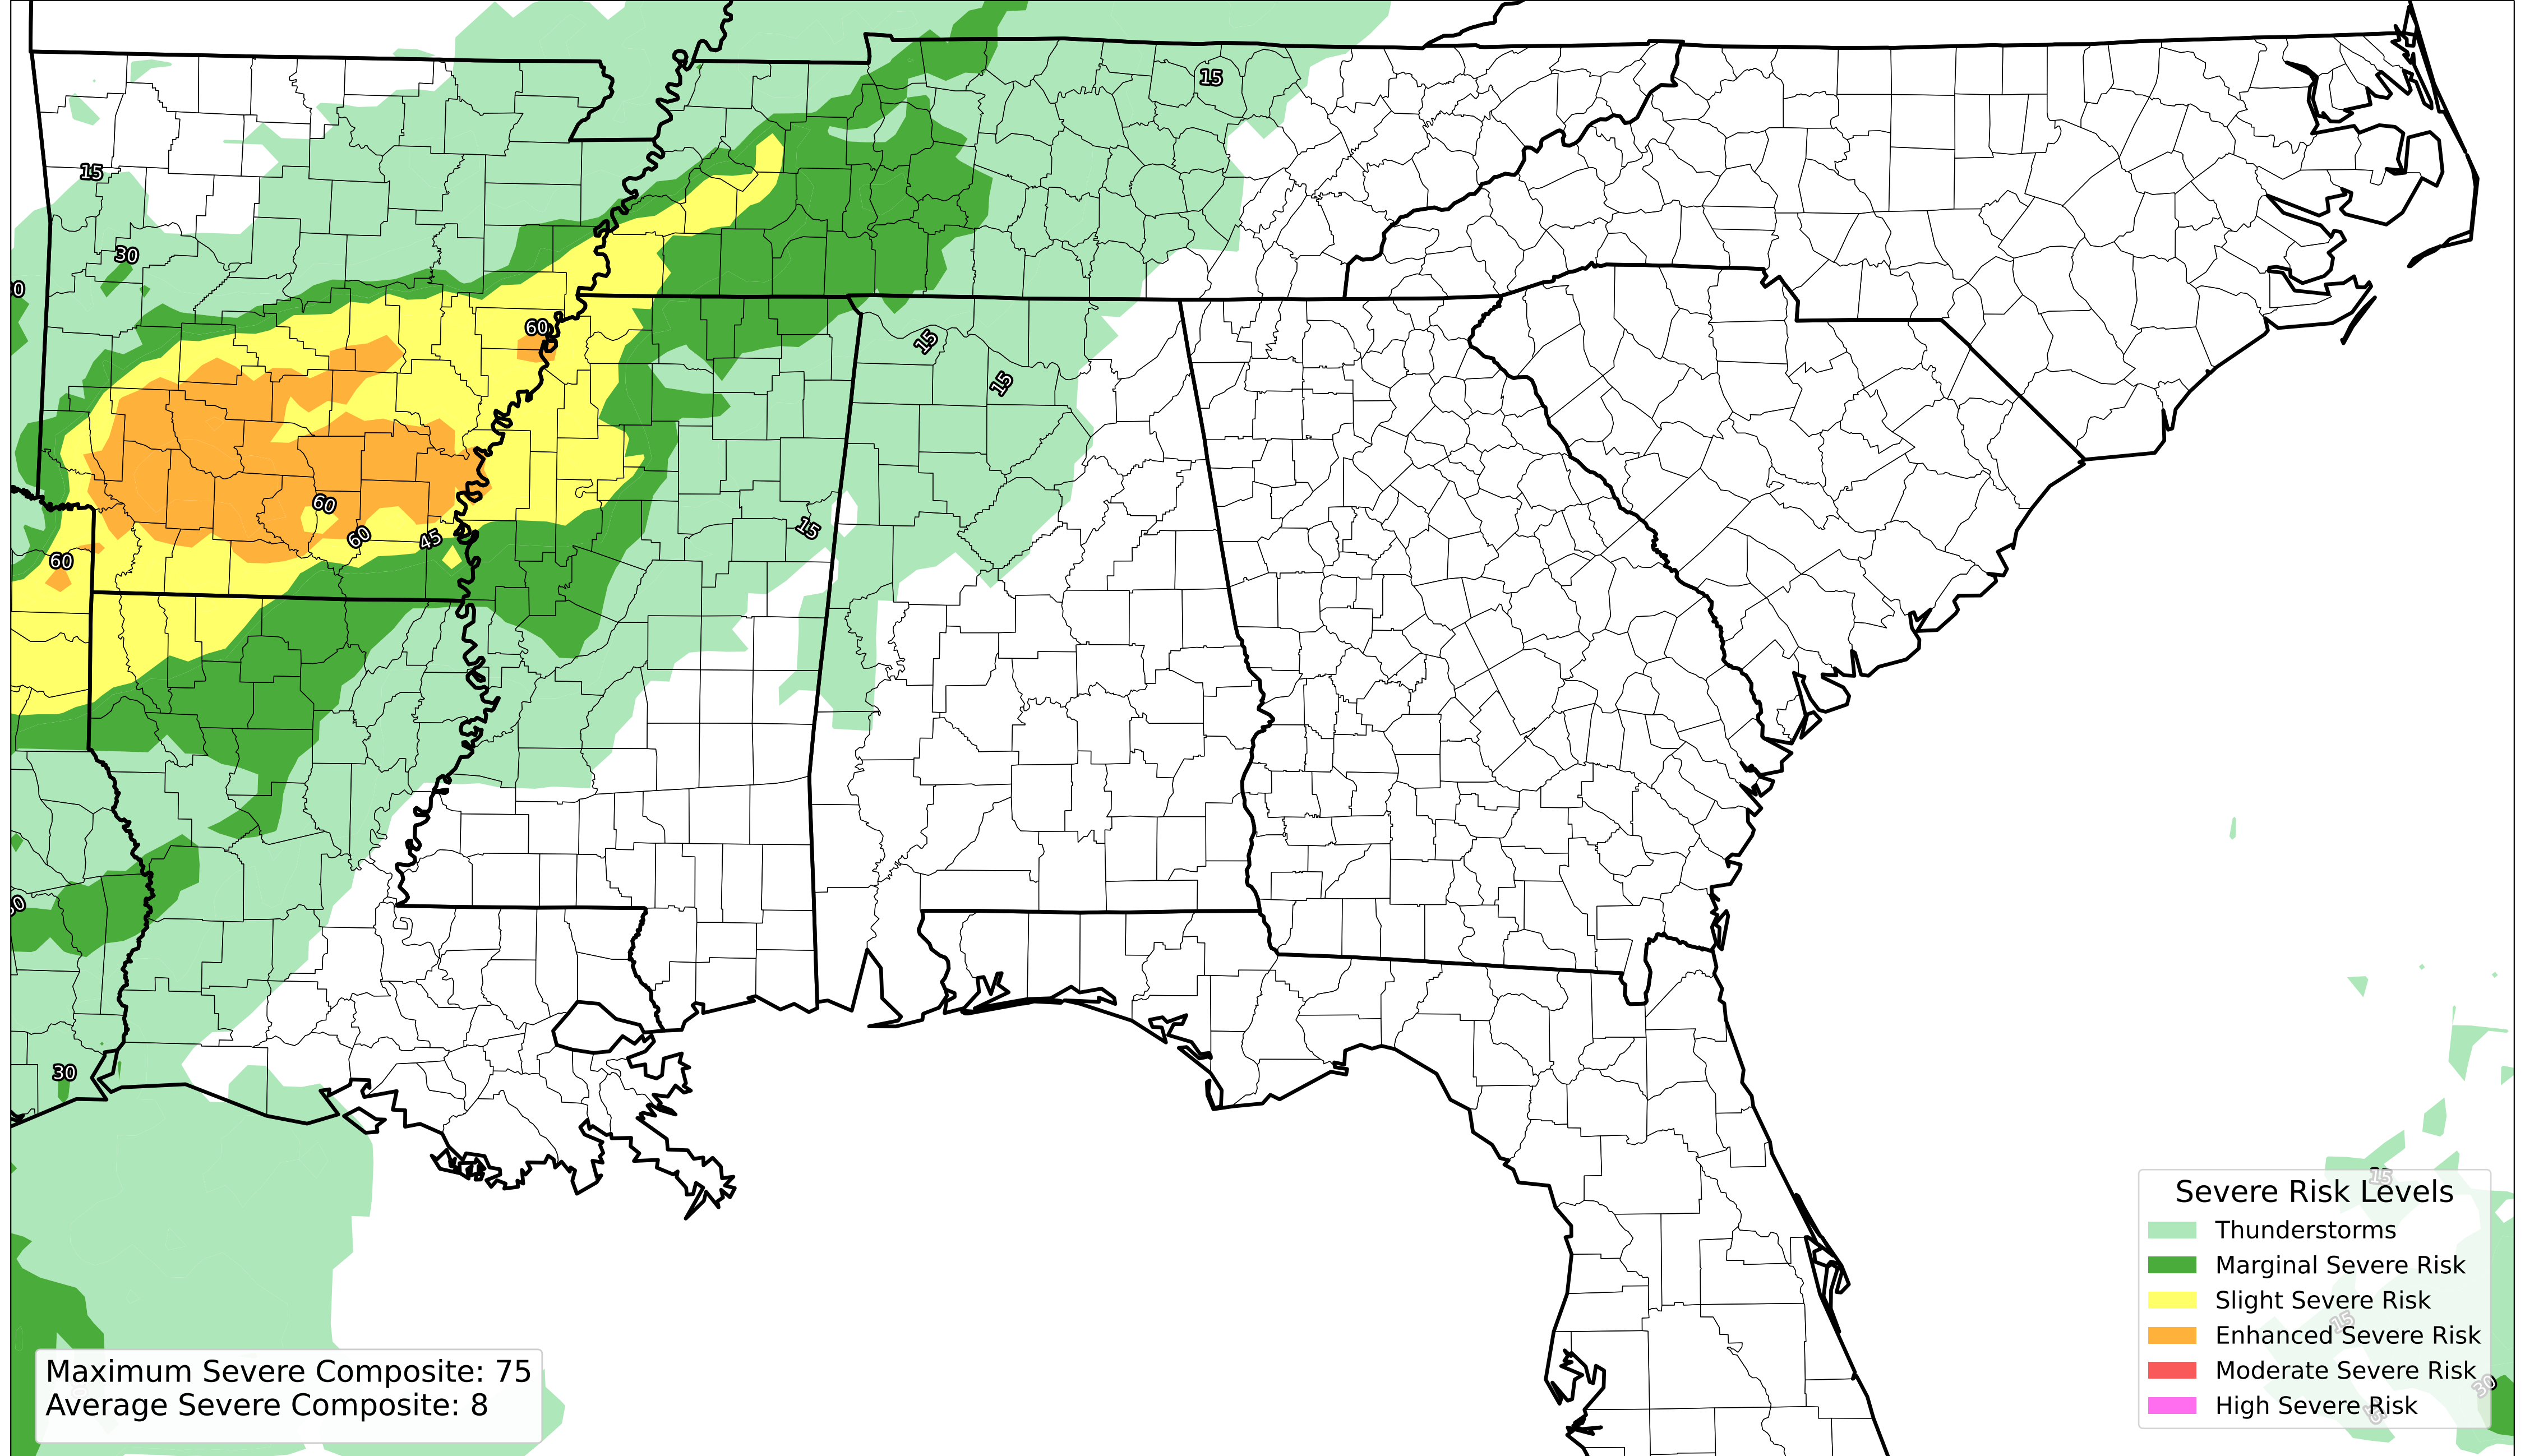 15
15
30
60
15
15
60
15
60
45
60
30
15
15
30
Maximum Severe Composite: 75
Average Severe Composite: 8
Severe Risk Levels
Thunderstorms
Marginal Severe Risk
Slight Severe Risk
Enhanced Severe Risk
Moderate Severe Risk
High Severe Risk